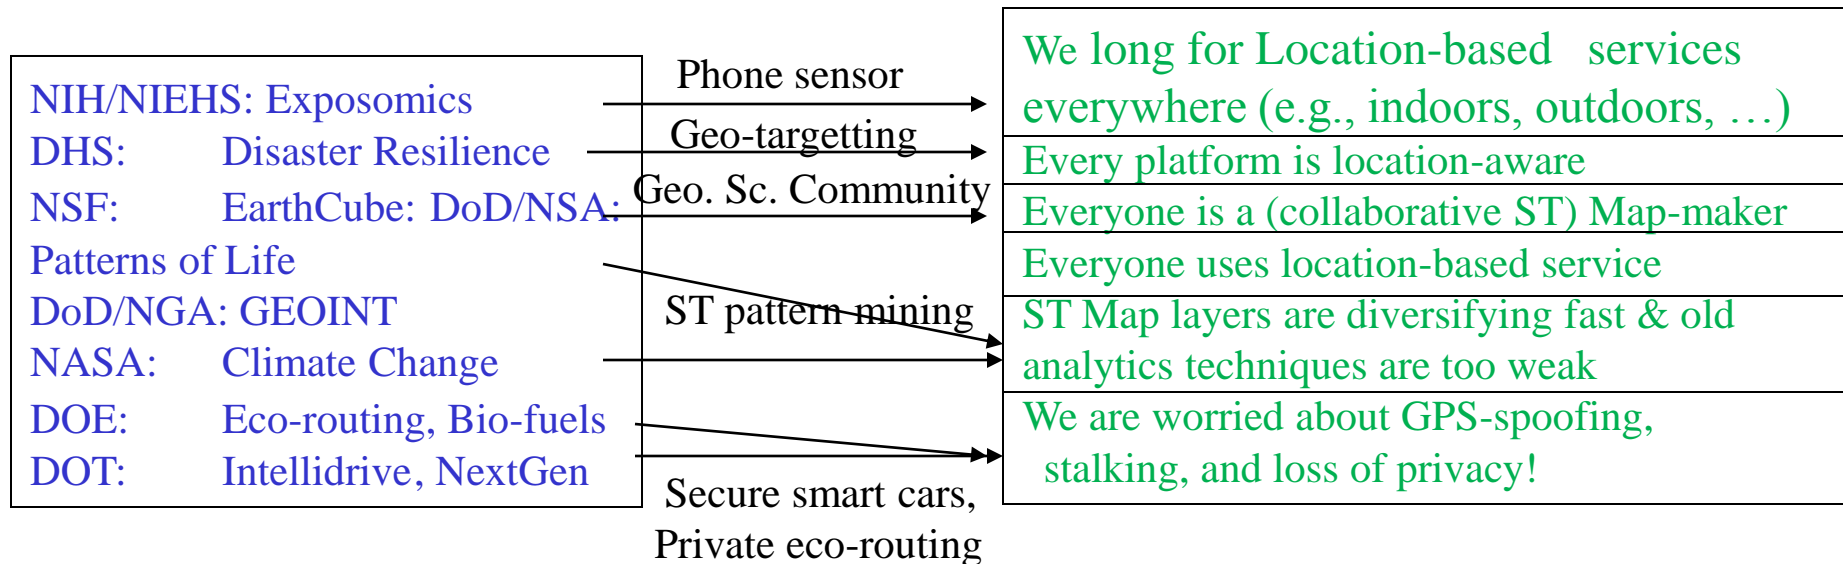 NIH/NIEHS: Exposomics
DHS: Disaster Resilience
NSF: EarthCube: DoD/NSA:
Patterns of Life
DoD/NGA: GEOINT
NASA: Climate Change
DOE: Eco-routing, Bio-fuels
DOT: Intellidrive, NextGen
Phone sensor
Geo-targetting
Geo. Sc. Community
ST pattern mining
Secure smart cars,
Private eco-routing
We long for Location-based services
everywhere (e.g., indoors, outdoors, …)
Every platform is location-aware
Everyone is a (collaborative ST) Map-maker
Everyone uses location-based service
ST Map layers are diversifying fast & old
analytics techniques are too weak
We are worried about GPS-spoofing,
stalking, and loss of privacy!